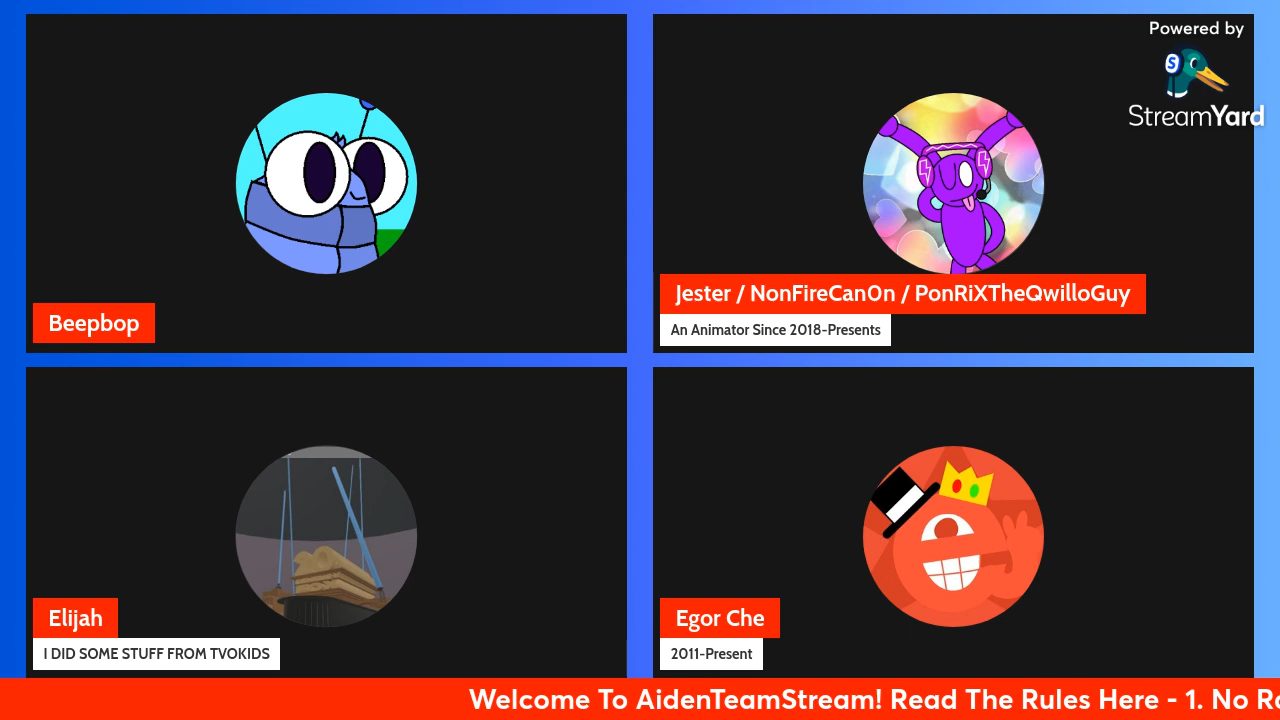 Powered by
StreamYard
Beepbop
Jester / NonFireCan0n / PonRiXTheQwilloGuy
An Animator Since 2018-Presents
Elijah
I DID SOME STUFF FROM TVOKIDS
Egor Che
2011-Present
Welcome To AidenTeamStream! Read The Rules Here - 1. No